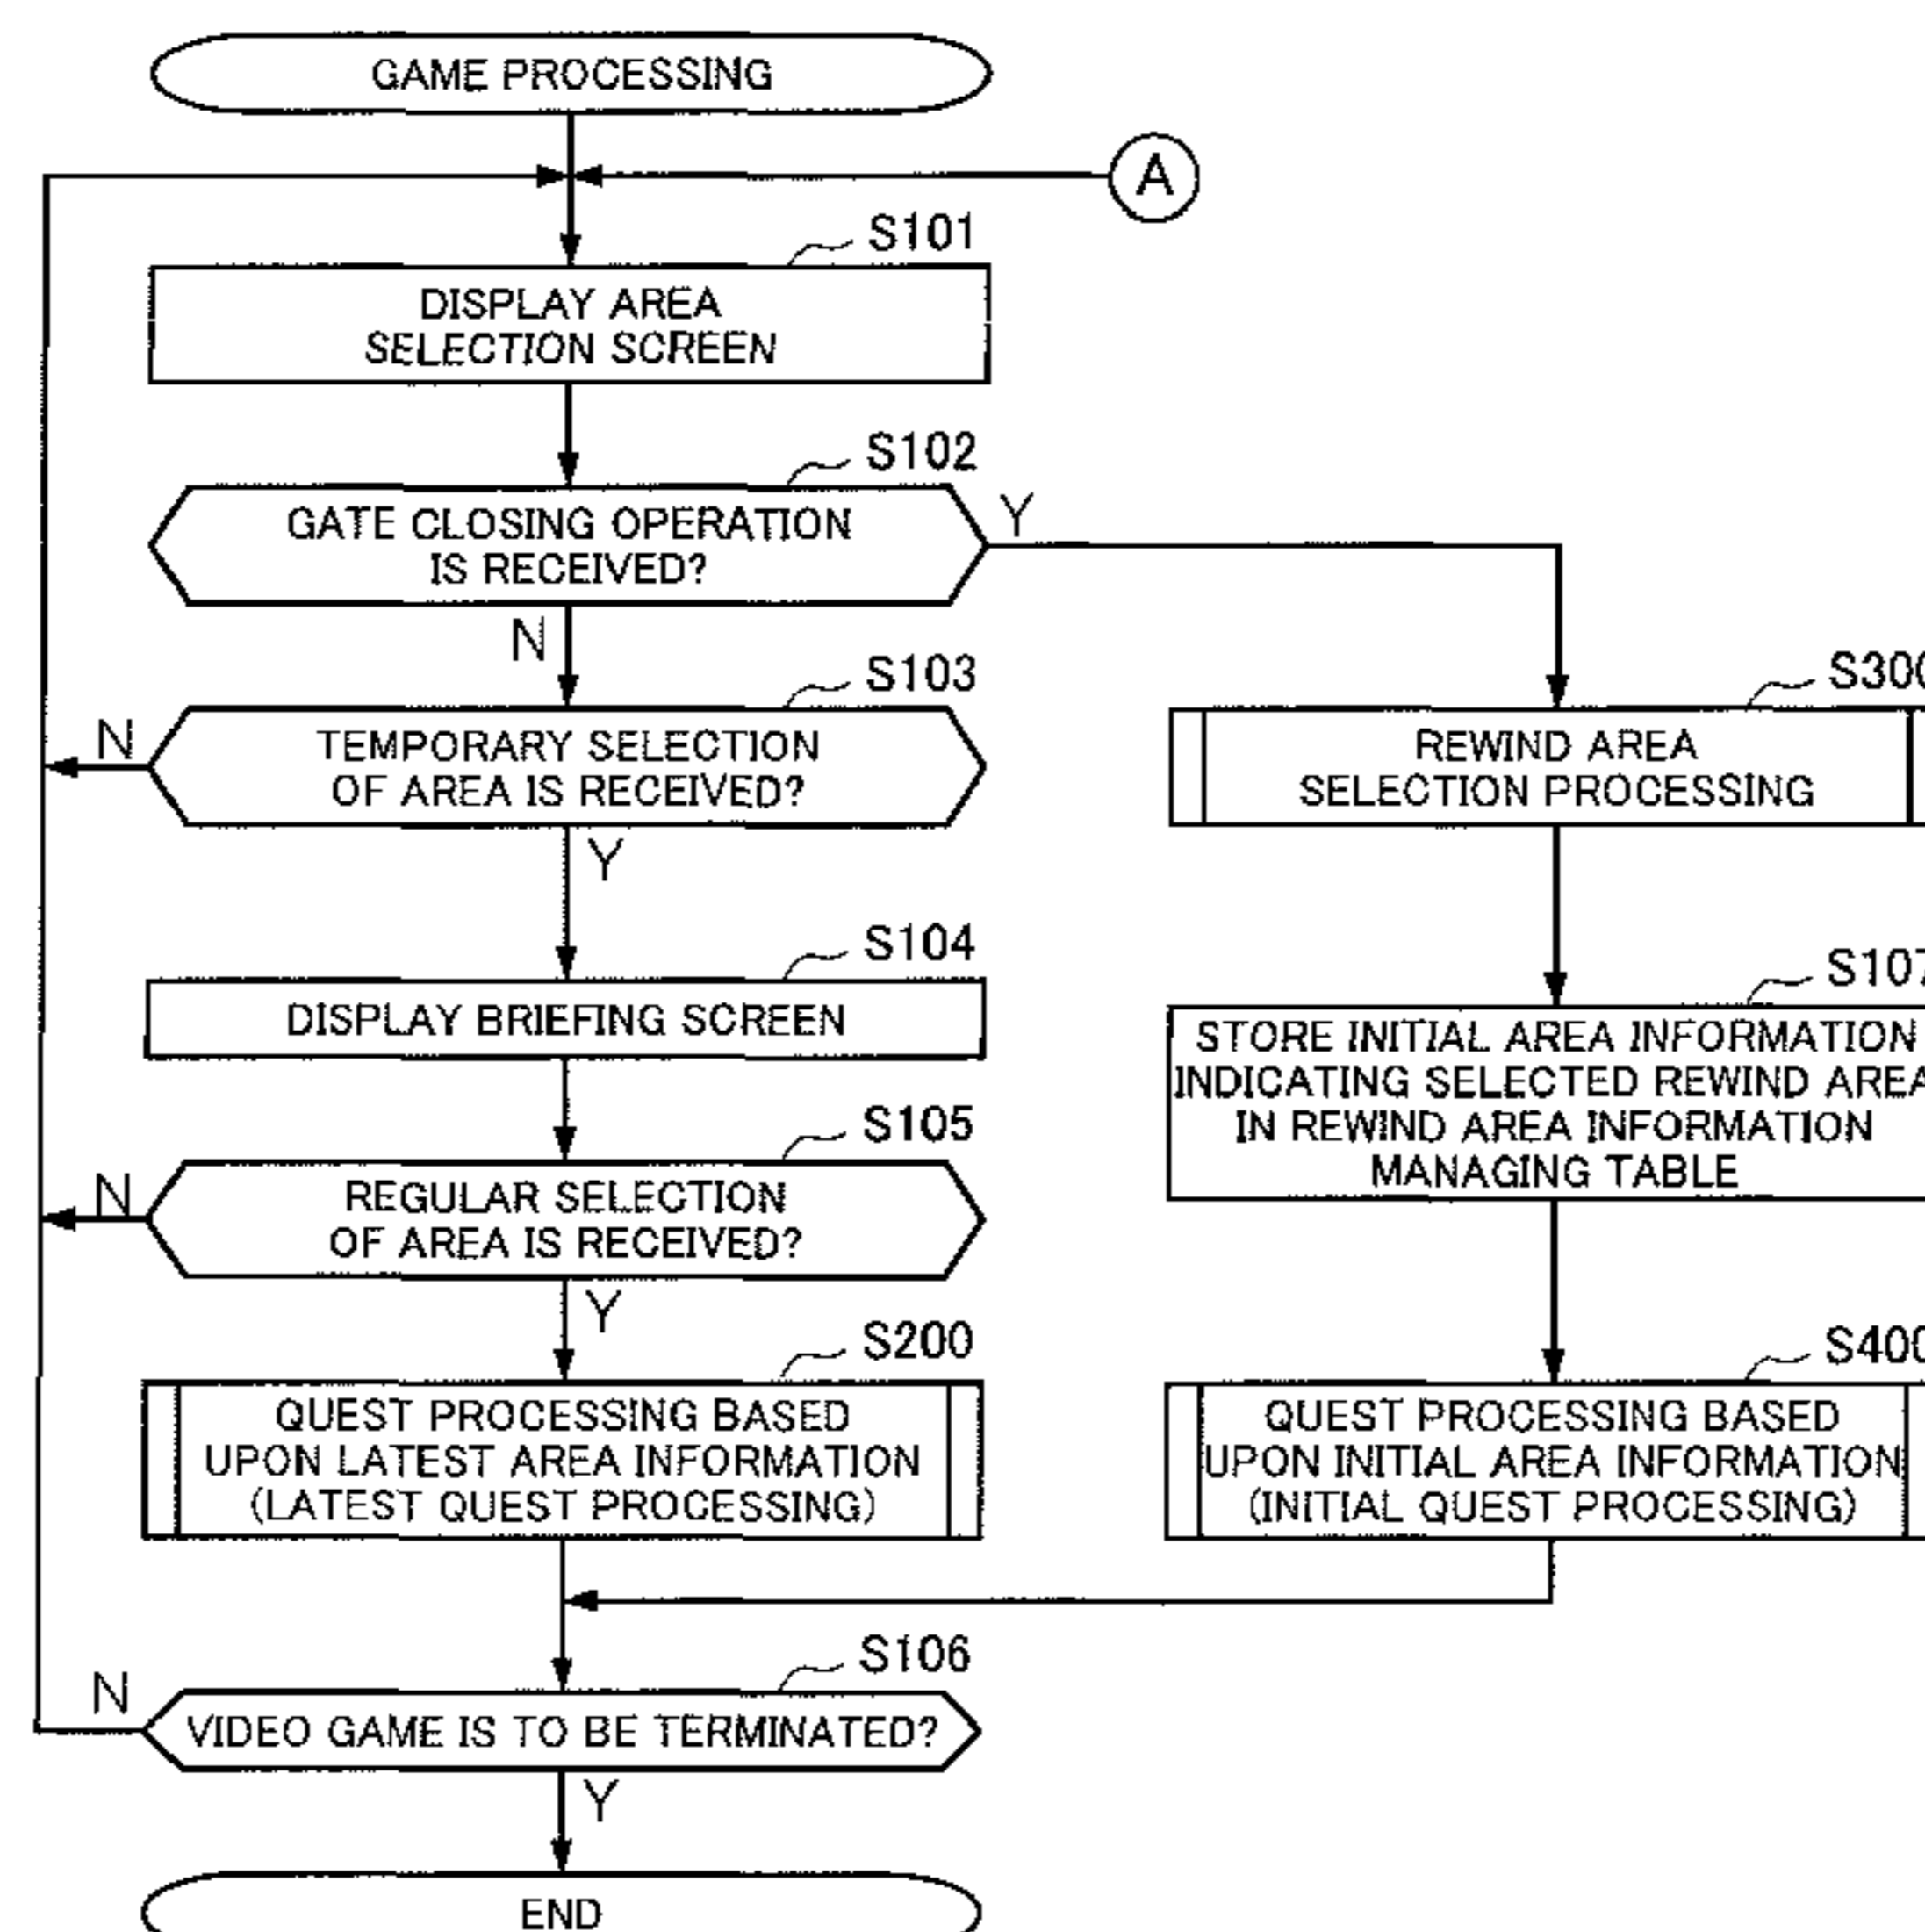 GAME PROCESSING
A
S101
DISPLAY AREA
SELECTION SCREEN
S102
GATE CLOSING OPERATION
IS RECEIVED?
Y
N
S103
TEMPORARY SELECTION
OF AREA IS RECEIVED?
N
Y
S300
REWIND AREA
SELECTION PROCESSING
S104
DISPLAY BRIEFING SCREEN
S107
STORE INITIAL AREA INFORMATION
INDICATING SELECTED REWIND AREA
IN REWIND AREA INFORMATION
MANAGING TABLE
S105
REGULAR SELECTION
OF AREA IS RECEIVED?
N
Y
S200
QUEST PROCESSING BASED
UPON LATEST AREA INFORMATION
(LATEST QUEST PROCESSING)
S400
QUEST PROCESSING BASED
UPON INITIAL AREA INFORMATION
(INITIAL QUEST PROCESSING)
S106
VIDEO GAME IS TO BE TERMINATED?
N
Y
END